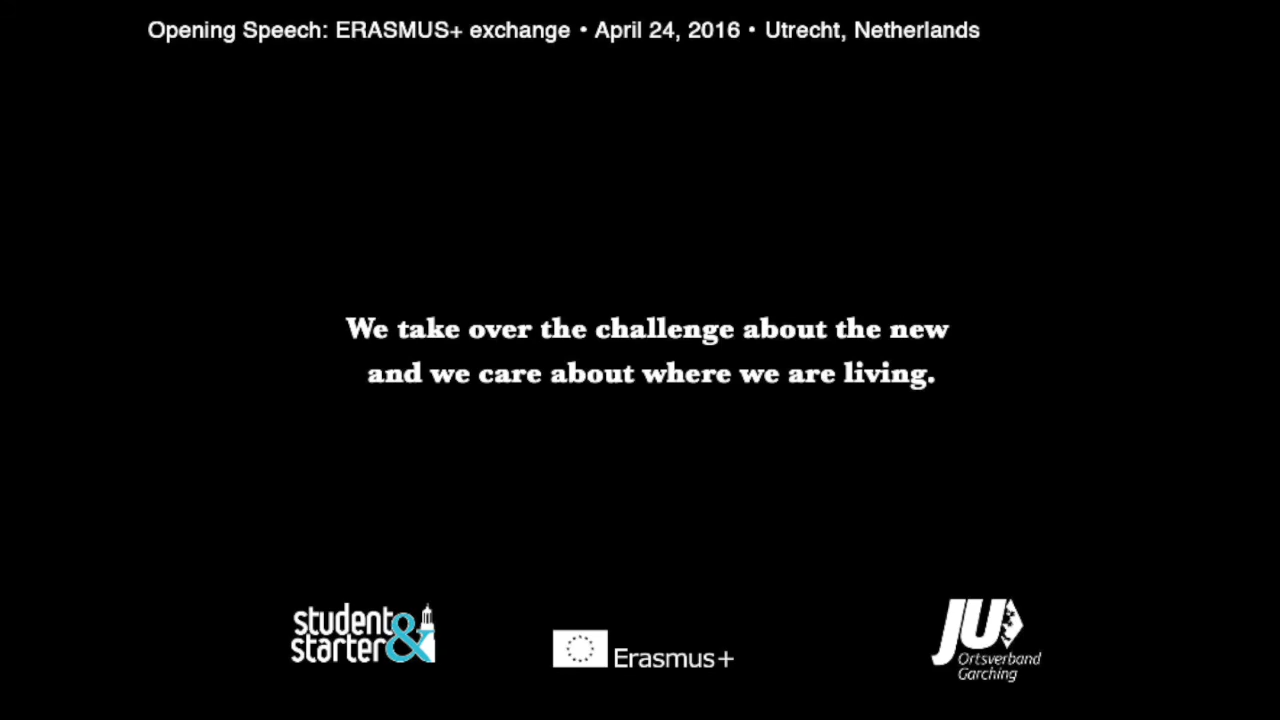 Opening Speech: ERASMUS+ exchange • April 24, 2016 • Utrecht, Netherlands
We take over the challenge about the new
and we care about where we are living.
student&
starter
Erasmus+
JU
Ortsverband
Garching